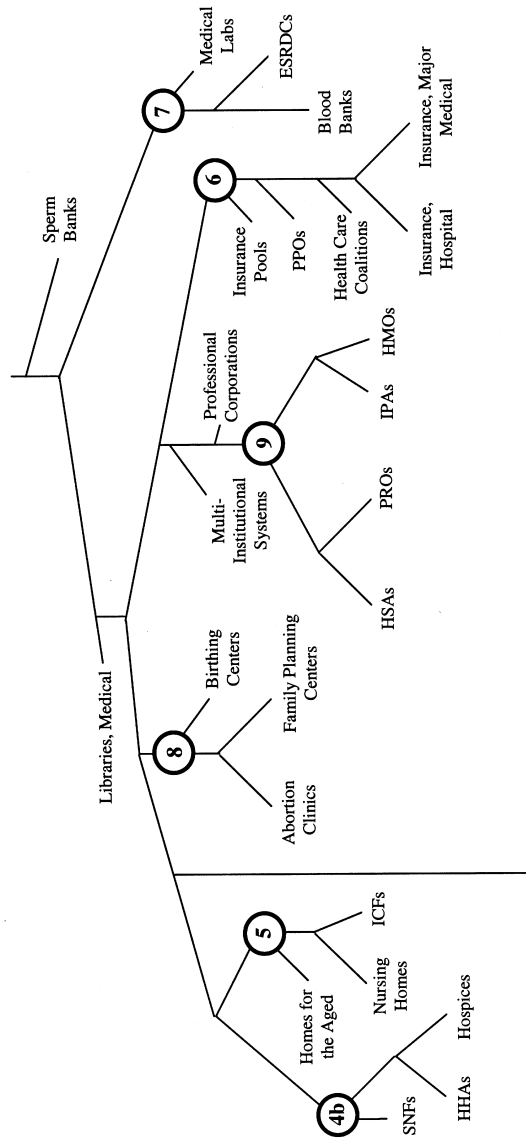 Sperm
Banks
7
Medical
Labs
ESRDCs
Blood
Banks
6
Insurance
Pools
PPOs
Health Care
Coalitions
Insurance,
Hospital
Insurance, Major
Medical
Professional
Corporations
Multi-
Institutional
Systems
9
HSAs
PROs
IPAs
HMOs
Libraries, Medical
8
Birthing
Centers
Abortion
Clinics
Family Planning
Centers
5
Homes for
the Aged
Nursing
Homes
ICFs
4b
SNFs
HHAs
Hospices